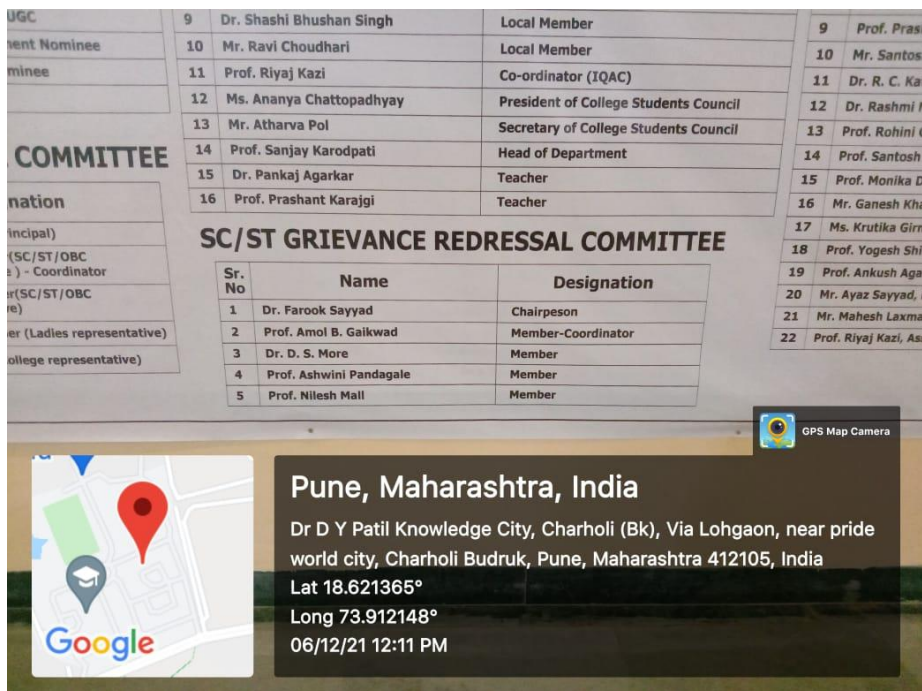 UGC
ment Nominee
minee
COMMITTEE
nation
rincipal)
(SC/ST/OBC
e ) - Coordinator
er(SC/ST/OBC
ve)
er (Ladies representative)
ollege representative)
9 Dr. Shashi Bhushan Singh Local Member
10 Mr. Ravi Choudhari Local Member
11 Prof. Riyaj Kazi Co-ordinator (IQAC)
12 Ms. Ananya Chattopadhyay President of College Students Council
13 Mr. Atharva Pol Secretary of College Students Council
14 Prof. Sanjay Karodpati Head of Department
15 Dr. Pankaj Agarkar Teacher
16 Prof. Prashant Karajgi Teacher
SC/ST GRIEVANCE REDRESSAL COMMITTEE
Sr. No Name Designation
1 Dr. Farook Sayyad Chairpeson
2 Prof. Amol B. Gaikwad Member-Coordinator
3 Dr. D. S. More Member
4 Prof. Ashwini Pandagale Member
5 Prof. Nilesh Mali Member
9 Prof. Pras
10 Mr. Santos
11 Dr. R. C. Ka
12 Dr. Rashmi
13 Prof. Rohini
14 Prof. Santosh
15 Prof. Monika D
16 Mr. Ganesh Kha
17 Ms. Krutika Girm
18 Prof. Yogesh Shi
19 Prof. Ankush Aga
20 Mr. Ayaz Sayyad,
21 Mr. Mahesh Laxma
22 Prof. Riyaj Kazi, Ass
GPS Map Camera
Google
Pune, Maharashtra, India
Dr D Y Patil Knowledge City, Charholi (Bk), Via Lohgaon, near pride
world city, Charholi Budruk, Pune, Maharashtra 412105, India
Lat 18.621365°
Long 73.912148°
06/12/21 12:11 PM